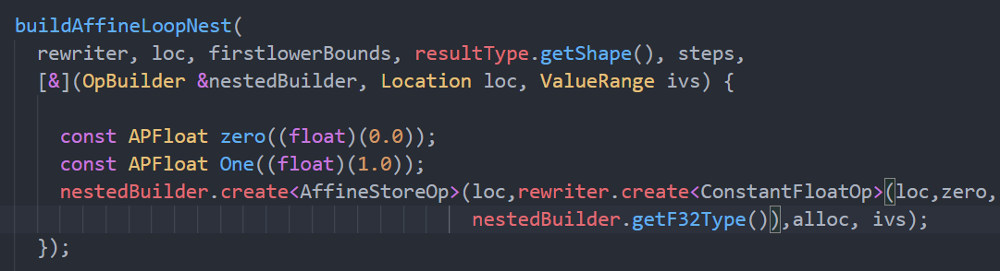 buildAffineLoopNest(
rewriter, loc, firstlowerBounds, resultType.getShape(), steps,
[&](OpBuilder &nestedBuilder, Location loc, ValueRange ivs) {
const APFloat zero((float)(0.0));
const APFloat One((float)(1.0));
nestedBuilder.create<AffineStoreOp>(loc,rewriter.create<ConstantFloatOp>(loc,zero,
nestedBuilder.getF32Type()),alloc, ivs);
});